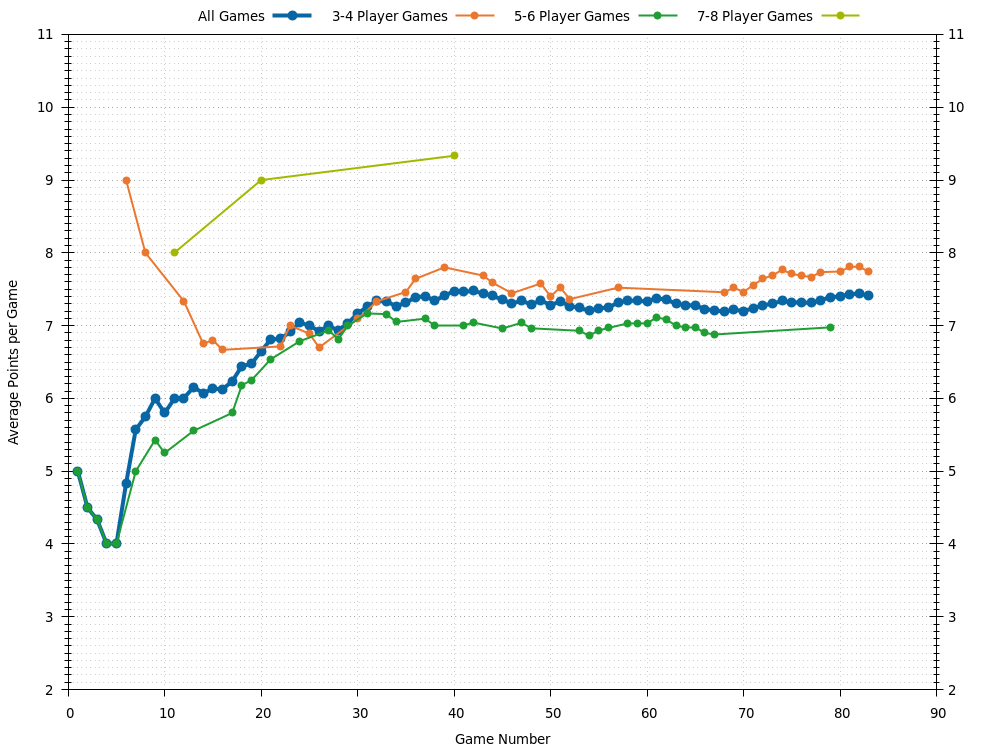 All Games 3-4 Player Games 5-6 Player Games 7-8 Player Games
11 11
10 10
9 9
8 8
7 7
6 6
5 5
4 4
3 3
2 2
Average Points per Game
0 10 20 30 40 50 60 70 80 90
Game Number